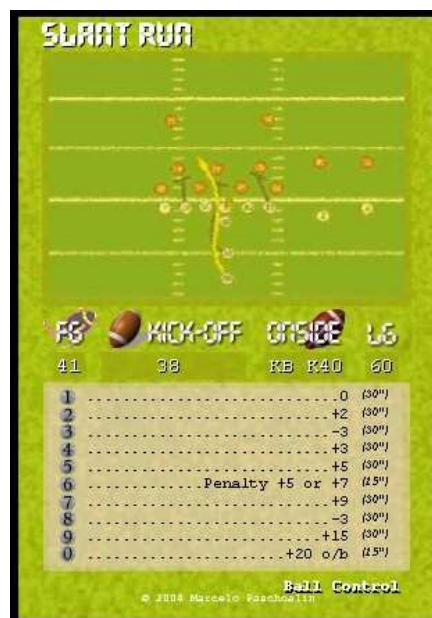 SLANT RUN
FG KICK-OFF ONSIDE LG
41 38 KB K40 60
1 ........................................0 (30")
2 ........................................+2 (30")
3 ........................................-3 (30")
4 ........................................+3 (30")
5 ........................................+5 (30")
6 ..............Penalty +5 or +7 (15")
7 ........................................+9 (30")
8 ........................................-3 (30")
9 ......................................+15 (30")
0 ................................+20 o/b (15")
Ball Control
© 2004 Marcelo Paschoalin